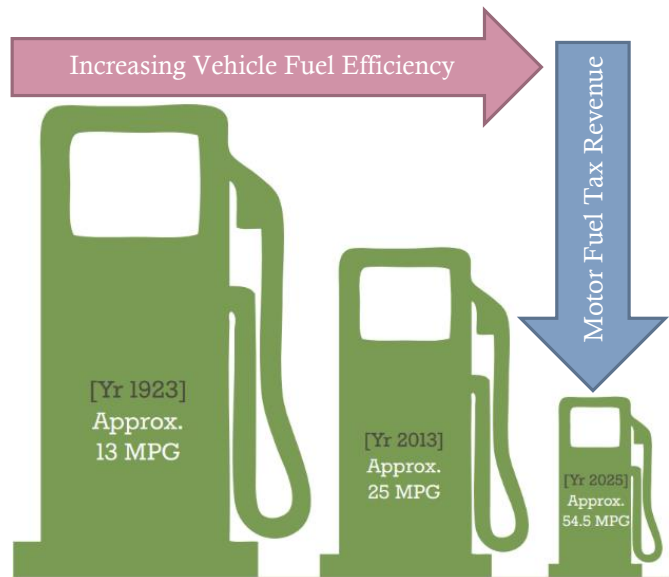 Increasing Vehicle Fuel Efficiency
Motor Fuel Tax Revenue
[Yr 1923]
Approx.
13 MPG
[Yr 2013]
Approx.
25 MPG
[Yr 2025]
Approx.
54.5 MPG